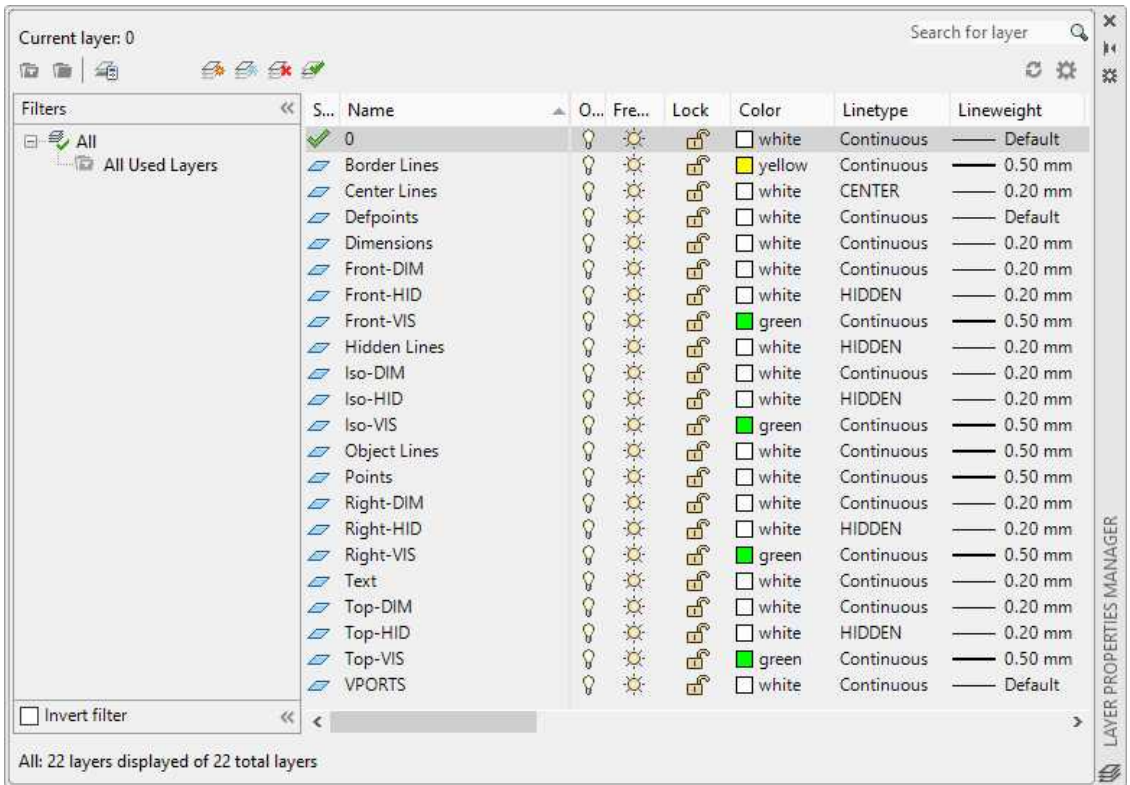 Current layer: 0
Search for layer
Filters
All
All Used Layers
S... Name O... Fre... Lock Color Linetype Lineweight
0 white Continuous Default
Border Lines yellow Continuous 0.50 mm
Center Lines white CENTER 0.20 mm
Defpoints white Continuous Default
Dimensions white Continuous 0.20 mm
Front-DIM white Continuous 0.20 mm
Front-HID white HIDDEN 0.20 mm
Front-VIS green Continuous 0.50 mm
Hidden Lines white HIDDEN 0.20 mm
Iso-DIM white Continuous 0.20 mm
Iso-HID white HIDDEN 0.20 mm
Iso-VIS green Continuous 0.50 mm
Object Lines white Continuous 0.50 mm
Points white Continuous 0.50 mm
Right-DIM white Continuous 0.20 mm
Right-HID white HIDDEN 0.20 mm
Right-VIS green Continuous 0.50 mm
Text white Continuous 0.20 mm
Top-DIM white Continuous 0.20 mm
Top-HID white HIDDEN 0.20 mm
Top-VIS green Continuous 0.50 mm
VPORTS white Continuous Default
Invert filter
All: 22 layers displayed of 22 total layers
LAYER PROPERTIES MANAGER